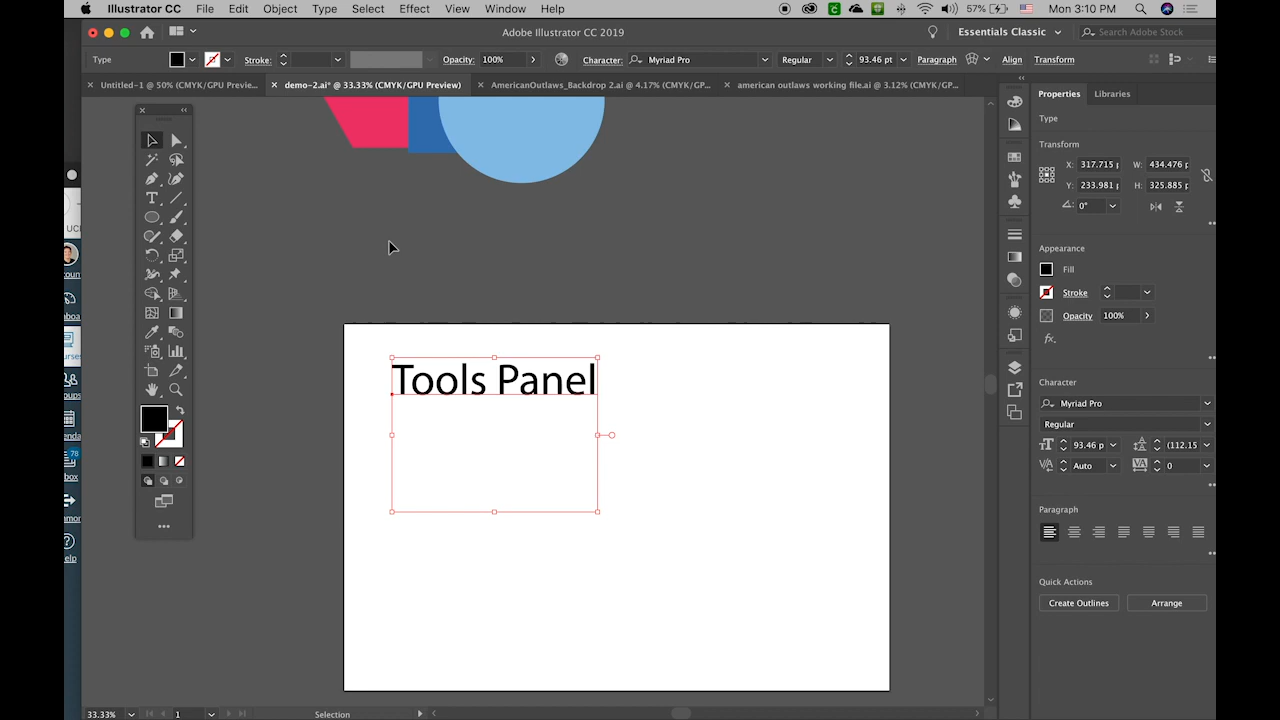 Illustrator CC File Edit Object Type Select Effect View Window Help 57% Mon 3:10 PM
Adobe Illustrator CC 2019 Essentials Classic Search Adobe Stock
Type Stroke: Opacity: 100% Character: Myriad Pro Regular 93.46 pt Paragraph Align Transform
Untitled-1 @ 50% (CMYK/GPU Previe... demo-2.ai* @ 33.33% (CMYK/GPU Preview) AmericanOutlaws_Backdrop 2.ai @ 4.17% (CMYK/GP... american outlaws working file.ai @ 3.12% (CMYK/GP...
Properties Libraries
Type
Transform
X: 317.715 W: 434.476 p
Y: 233.981 H: 325.885
0°
Appearance
Fill
Stroke
Opacity 100%
fx.
Character
Myriad Pro
Regular
93.46 p (112.15
Auto 0
Paragraph
Quick Actions
Create Outlines Arrange
Tools Panel
UC
78
33.33% 1 Selection